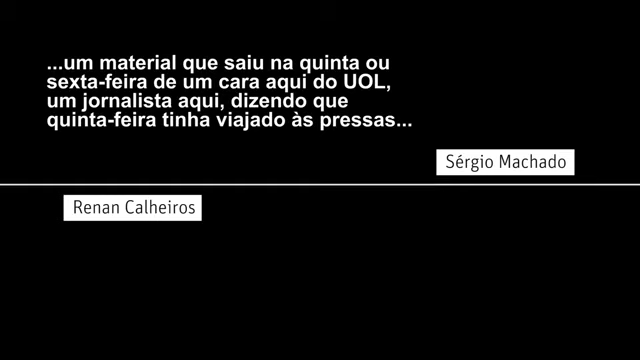 ...um material que saiu na quinta ou
sexta-feira de um cara aqui do UOL,
um jornalista aqui, dizendo que
quinta-feira tinha viajado às pressas...
Sérgio Machado
Renan Calheiros